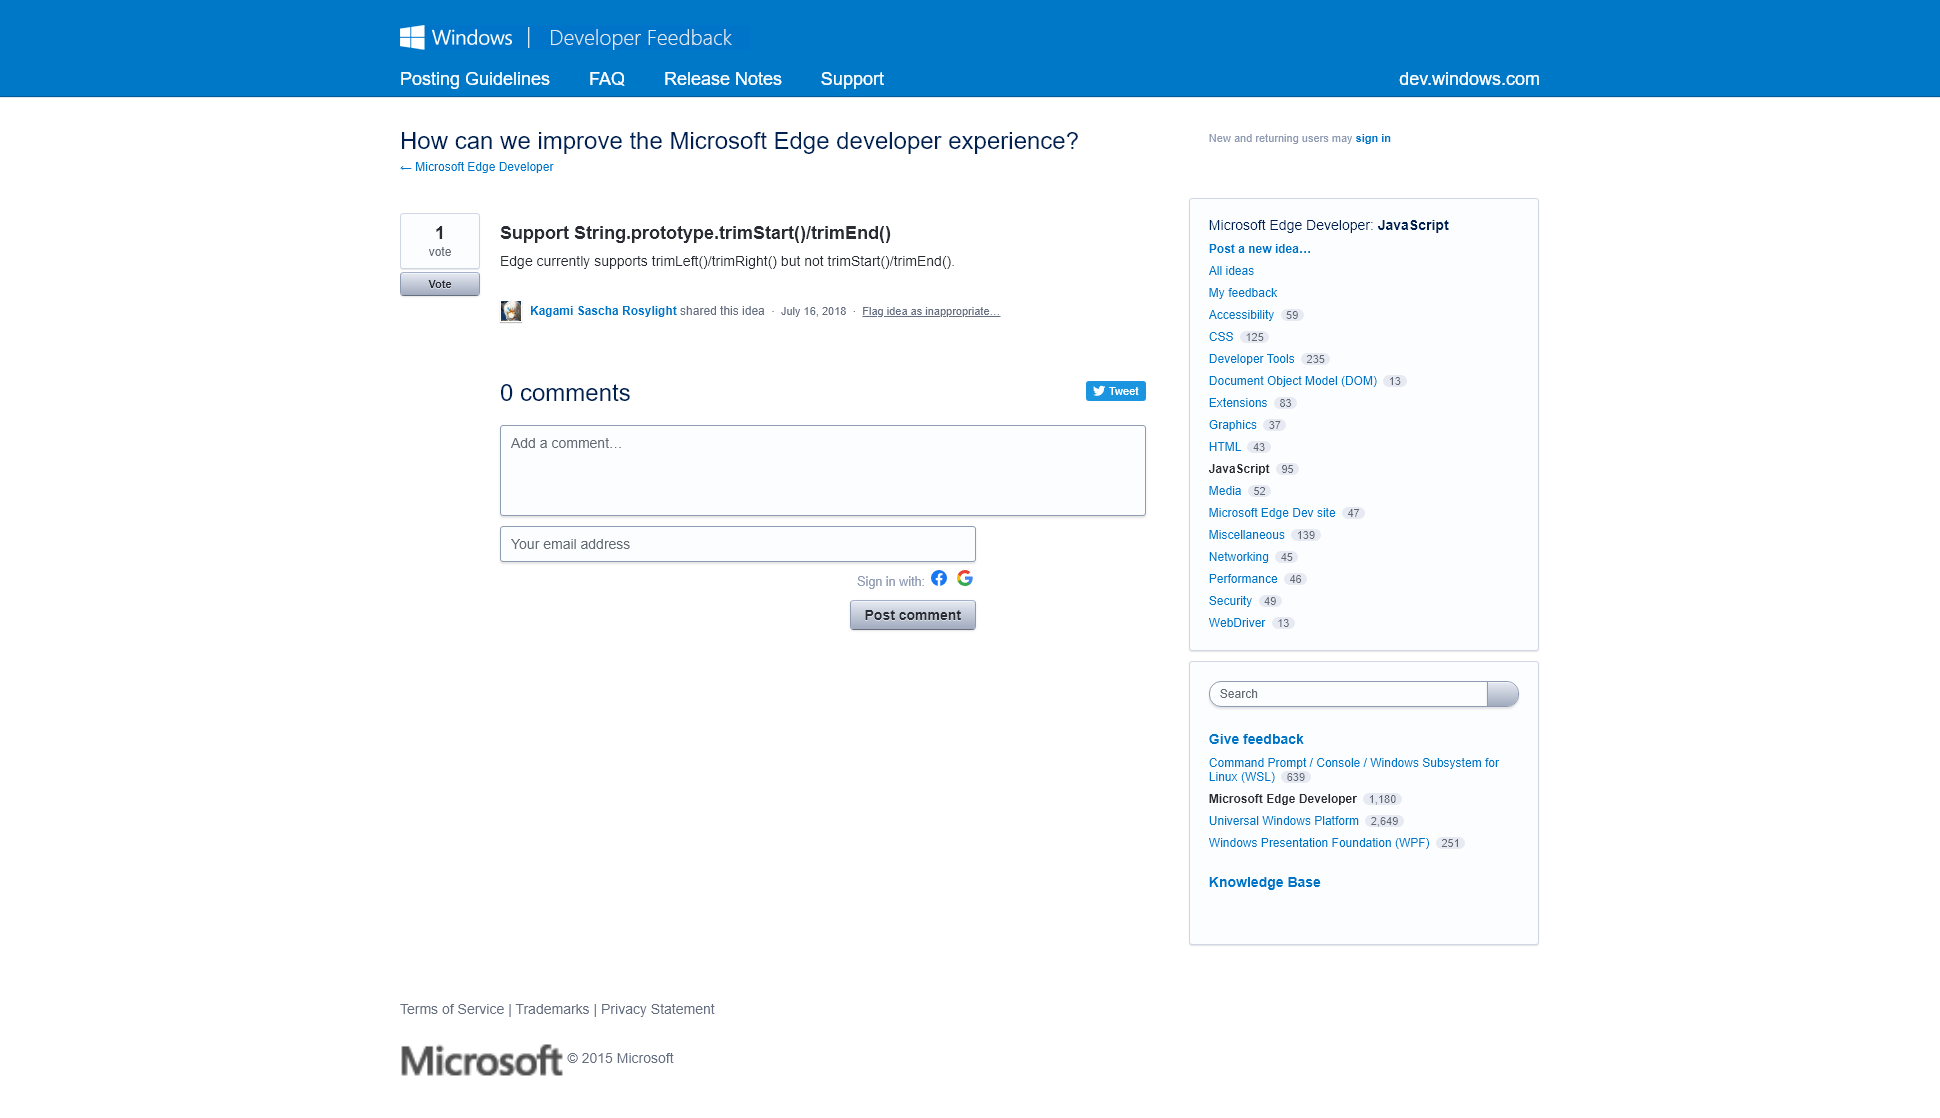 Windows | Developer Feedback
Posting Guidelines FAQ Release Notes Support dev.windows.com
How can we improve the Microsoft Edge developer experience?
← Microsoft Edge Developer
New and returning users may sign in
1
vote
Vote
Support String.prototype.trimStart()/trimEnd()
Edge currently supports trimLeft()/trimRight() but not trimStart()/trimEnd().
Kagami Sascha Rosylight shared this idea · July 16, 2018 · Flag idea as inappropriate…
0 comments
Tweet
Add a comment…
Your email address
Sign in with:
Post comment
Microsoft Edge Developer: JavaScript
Post a new idea…
All ideas
My feedback
Accessibility 59
CSS 125
Developer Tools 235
Document Object Model (DOM) 13
Extensions 83
Graphics 37
HTML 43
JavaScript 95
Media 52
Microsoft Edge Dev site 47
Miscellaneous 139
Networking 45
Performance 46
Security 49
WebDriver 13
Search
Give feedback
Command Prompt / Console / Windows Subsystem for
Linux (WSL) 639
Microsoft Edge Developer 1,180
Universal Windows Platform 2,649
Windows Presentation Foundation (WPF) 251
Knowledge Base
Terms of Service | Trademarks | Privacy Statement
Microsoft © 2015 Microsoft